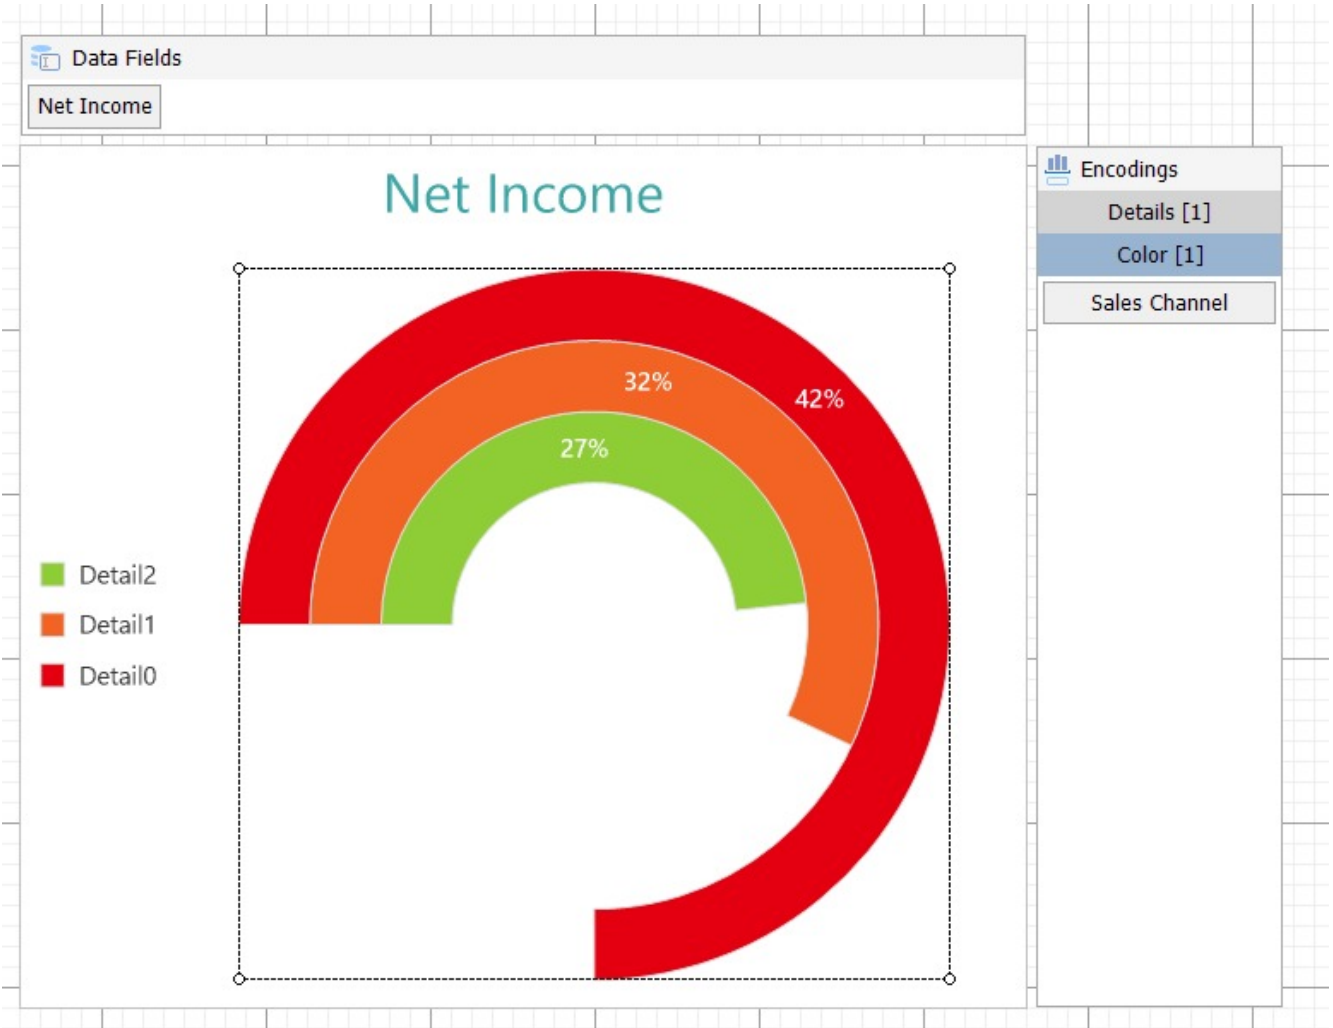 Data Fields
Net Income
Net Income
Encodings
Details [1]
Color [1]
Sales Channel
32%
42%
27%
Detail2
Detail1
Detail0